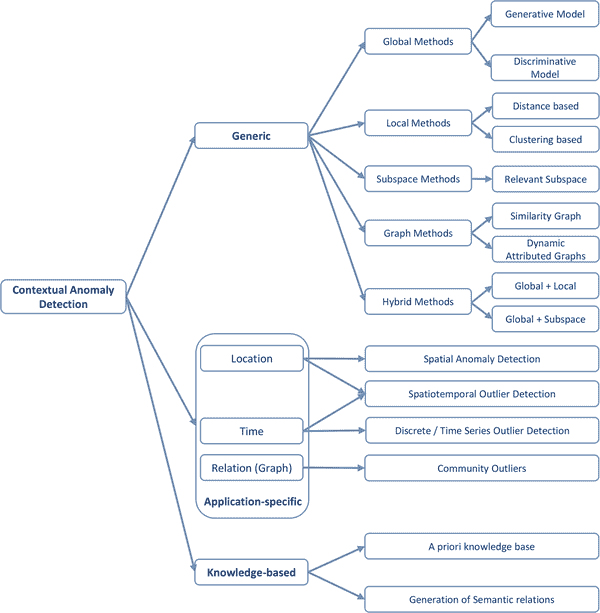 Generative Model
Global Methods
Discriminative
Model
Distance based
Local Methods
Generic
Clustering based
Subspace Methods
Relevant Subspace
Similarity Graph
Graph Methods
Dynamic
Attributed Graphs
Contextual Anomaly
Detection
Global + Local
Hybrid Methods
Global + Subspace
Location
Spatial Anomaly Detection
Spatiotemporal Outlier Detection
Time
Discrete / Time Series Outlier Detection
Relation (Graph)
Community Outliers
Application-specific
A priori knowledge base
Knowledge-based
Generation of Semantic relations